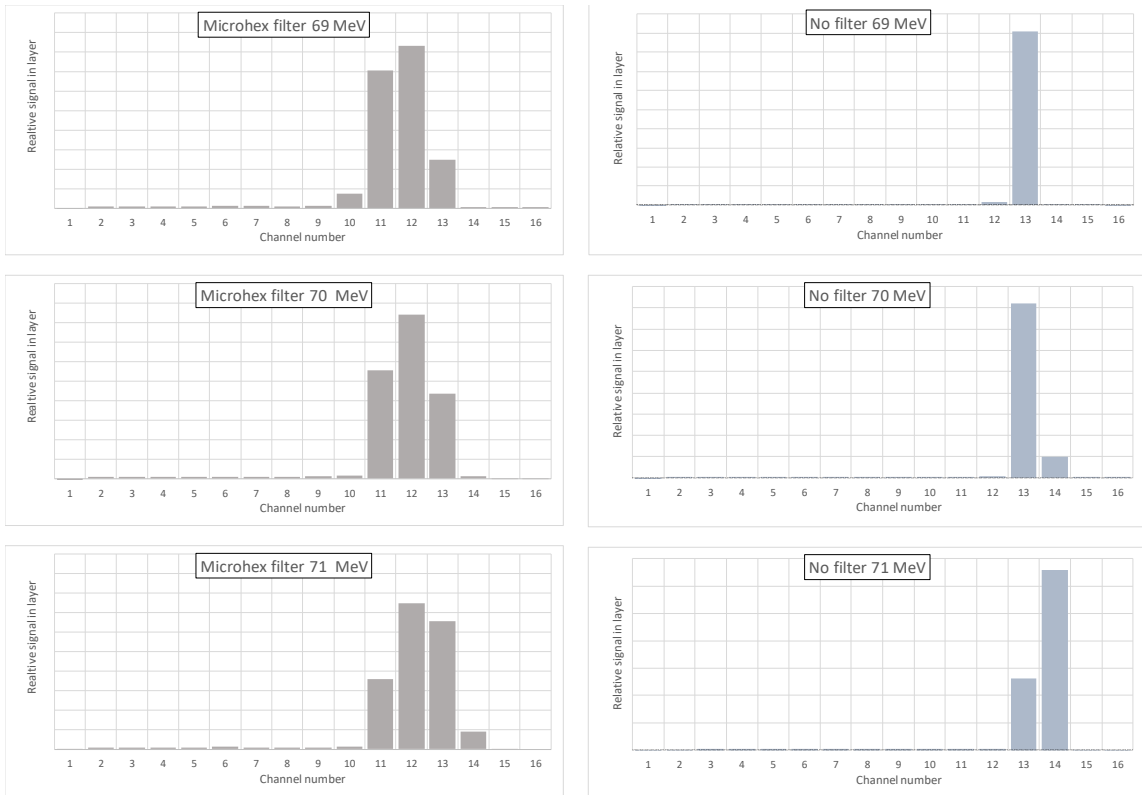 Microhex filter 69 MeV
Realtive signal in layer
1 2 3 4 5 6 7 8 9 10 11 12 13 14 15 16
Channel number
No filter 69 MeV
Relative signal in layer
1 2 3 4 5 6 7 8 9 10 11 12 13 14 15 16
Channel number
Microhex filter 70 MeV
Realtive signal in layer
1 2 3 4 5 6 7 8 9 10 11 12 13 14 15 16
Channel number
No filter 70 MeV
Relative signal in layer
1 2 3 4 5 6 7 8 9 10 11 12 13 14 15 16
Channel number
Microhex filter 71 MeV
Realtive signal in layer
1 2 3 4 5 6 7 8 9 10 11 12 13 14 15 16
Channel number
No filter 71 MeV
Relative signal in layer
1 2 3 4 5 6 7 8 9 10 11 12 13 14 15 16
Channel number